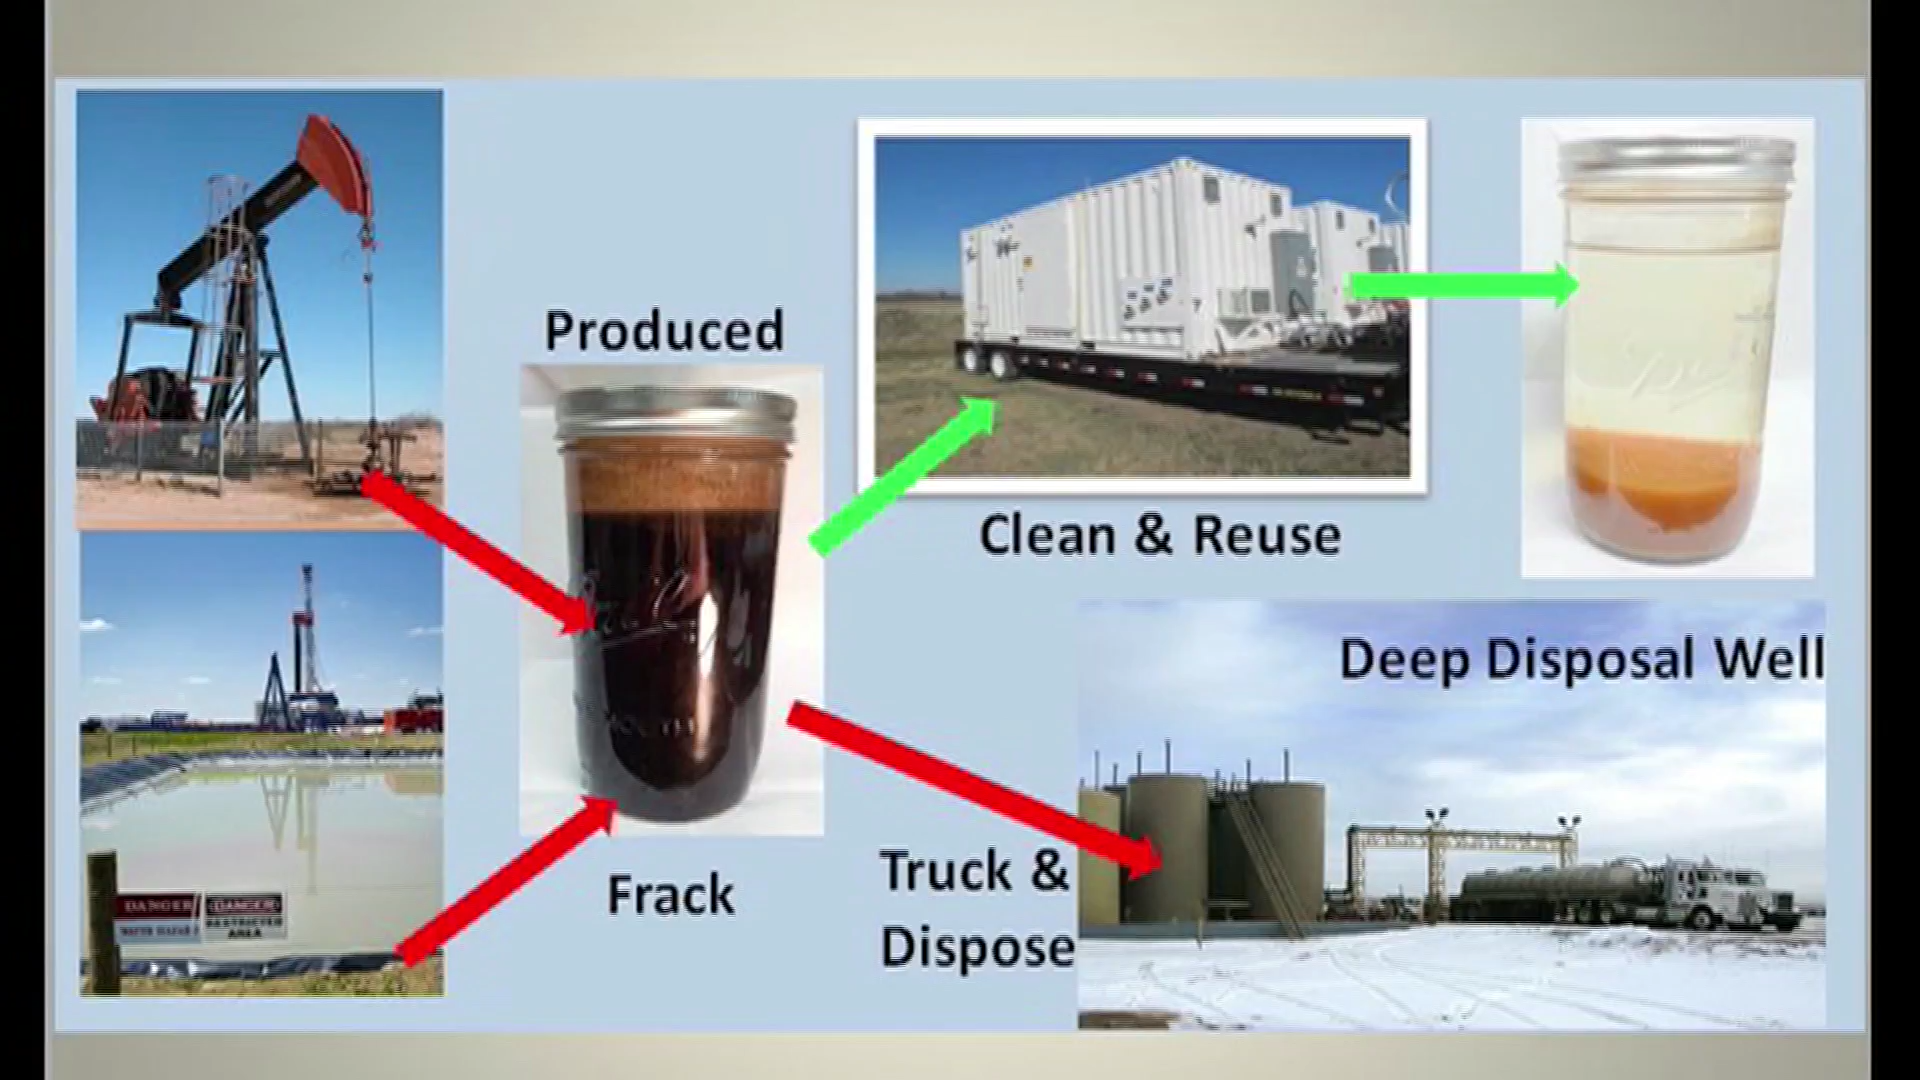 Produced
Clean & Reuse
Deep Disposal Well
Frack
Truck &
Dispose
DANGER
DANGER
RESTRICTED
AREA